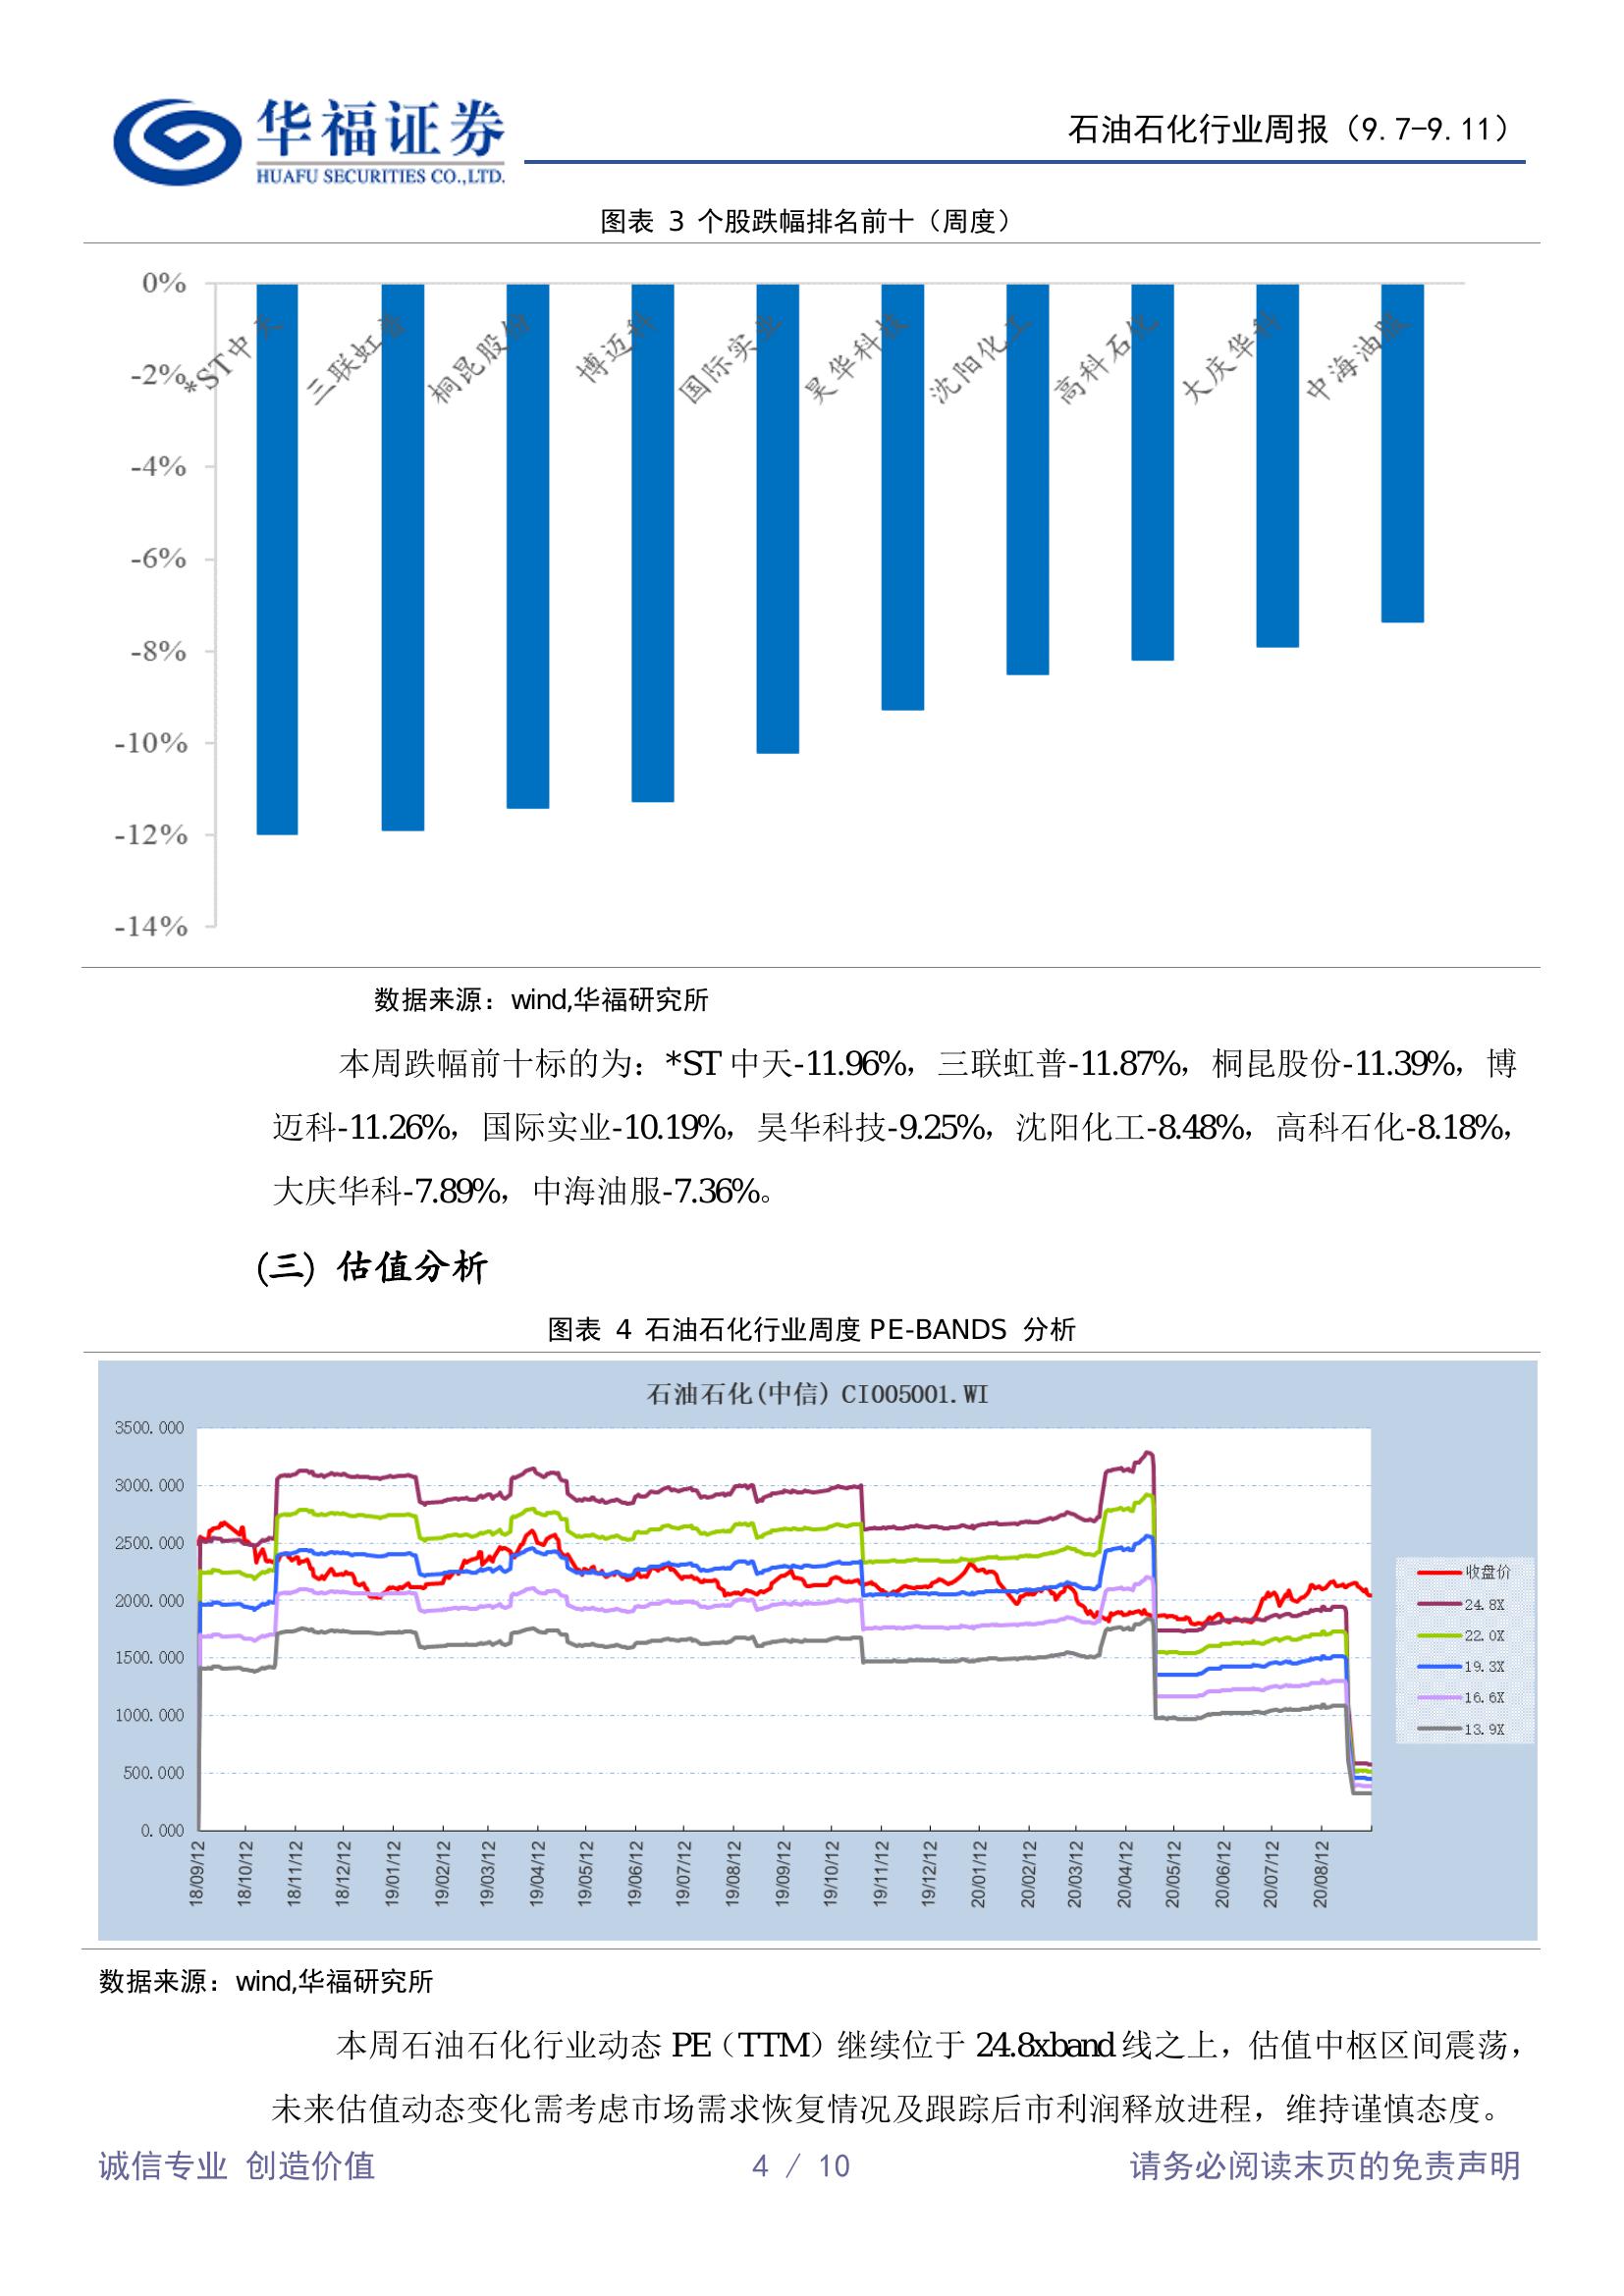 华福证券
HUAFU SECURITIES CO.,LTD.
石油石化行业周报（9.7-9.11）
图表 3 个股跌幅排名前十（周度）
0%
-2%
-4%
-6%
-8%
-10%
-12%
-14%
*ST中天
三联虹普
桐昆股份
博迈科
国际实业
昊华科技
沈阳化工
高科石化
大庆华科
中海油服
数据来源：wind,华福研究所
本周跌幅前十标的为：*ST 中天-11.96%，三联虹普-11.87%，桐昆股份-11.39%，博
迈科-11.26%，国际实业-10.19%，昊华科技-9.25%，沈阳化工-8.48%，高科石化-8.18%，
大庆华科-7.89%，中海油服-7.36%。
(三) 估值分析
图表 4 石油石化行业周度 PE-BANDS 分析
石油石化(中信) CI005001.WI
3500.000
3000.000
2500.000
2000.000
1500.000
1000.000
500.000
0.000
18/09/12
18/10/12
18/11/12
18/12/12
19/01/12
19/02/12
19/03/12
19/04/12
19/05/12
19/06/12
19/07/12
19/08/12
19/09/12
19/10/12
19/11/12
19/12/12
20/01/12
20/02/12
20/03/12
20/04/12
20/05/12
20/06/12
20/07/12
20/08/12
收盘价
24.8X
22.0X
19.3X
16.6X
13.9X
数据来源：wind,华福研究所
本周石油石化行业动态 PE（TTM）继续位于 24.8xband 线之上，估值中枢区间震荡，
未来估值动态变化需考虑市场需求恢复情况及跟踪后市利润释放进程，维持谨慎态度。
诚信专业 创造价值
4 / 10
请务必阅读末页的免责声明